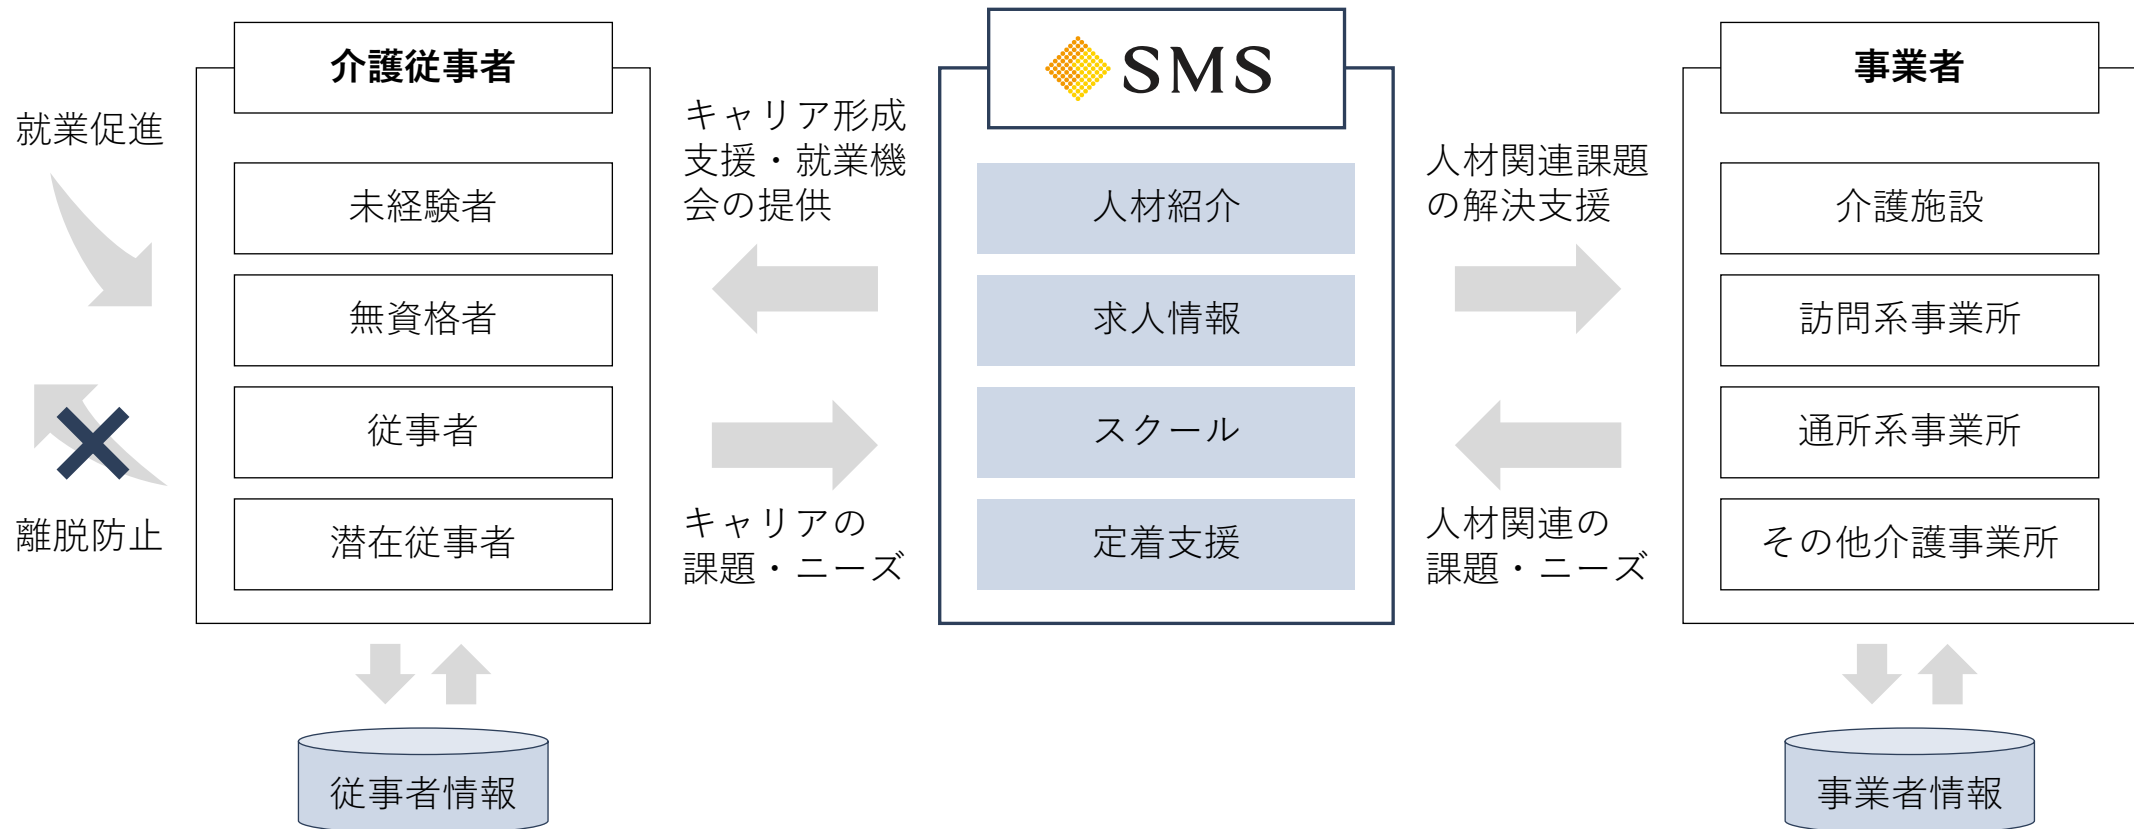 介護従事者
就業促進
未経験者
無資格者
従事者
潜在従事者
離脱防止
従事者情報
キャリア形成
支援・就業機
会の提供
キャリアの
課題・ニーズ
SMS
人材紹介
求人情報
スクール
定着支援
人材関連課題
の解決支援
人材関連の
課題・ニーズ
事業者
介護施設
訪問系事業所
通所系事業所
その他介護事業所
事業者情報